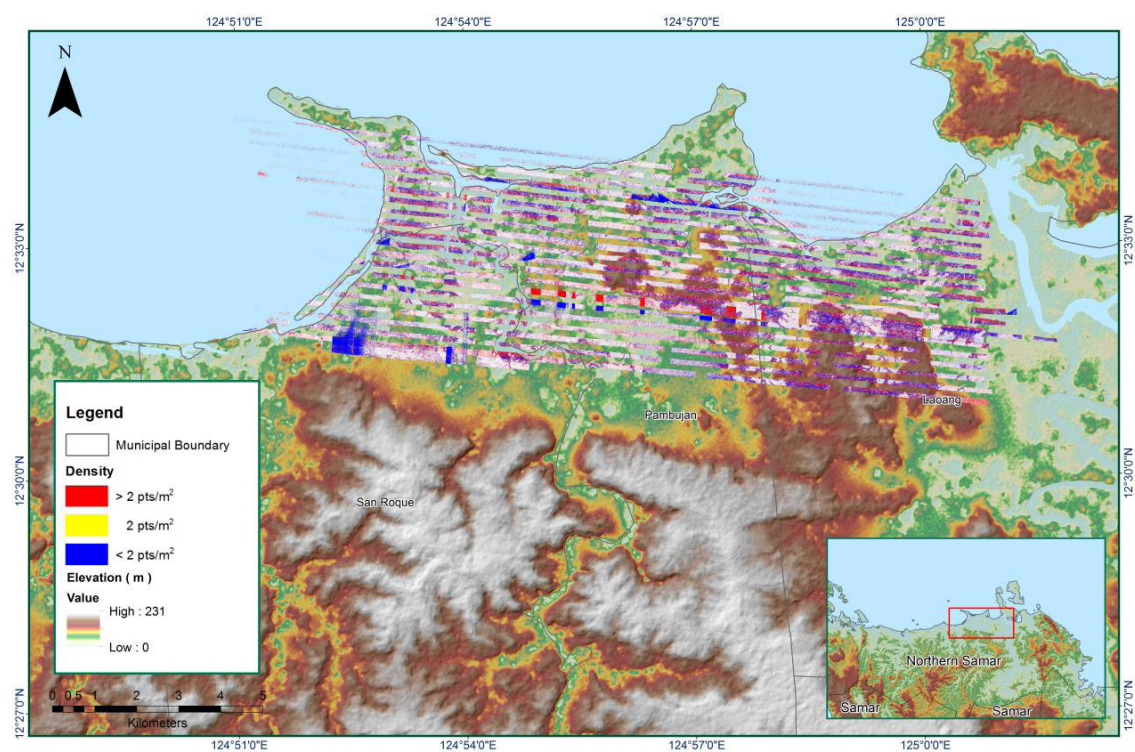 124°51'0"E 124°54'0"E 124°57'0"E 125°0'0"E
N
12°33'0"N
12°33'0"N
Laoang
Pambujan
San Roque
12°30'0"N
12°30'0"N
Legend
Municipal Boundary
Density
> 2 pts/m²
2 pts/m²
< 2 pts/m²
Elevation ( m )
Value
High : 231
Low : 0
0 0.5 1 2 3 4 5
Kilometers
Northern Samar
Samar
Samar
12°27'0"N
12°27'0"N
124°51'0"E 124°54'0"E 124°57'0"E 125°0'0"E